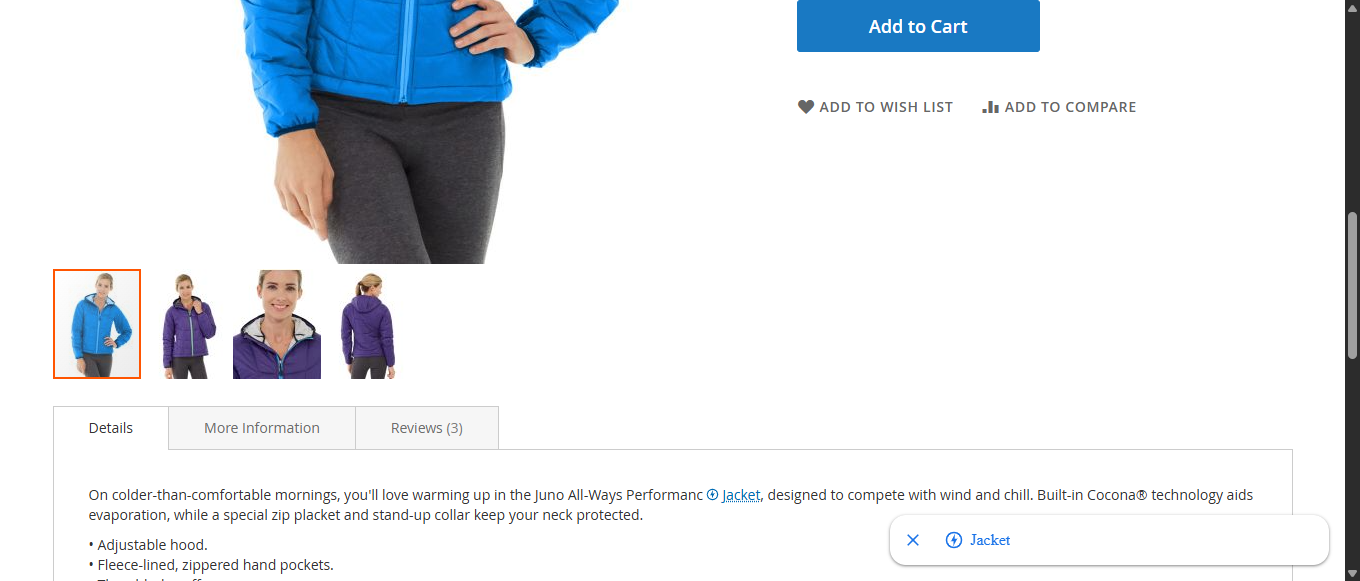 Add to Cart
ADD TO WISH LIST
ADD TO COMPARE
Details
More Information
Reviews (3)
On colder-than-comfortable mornings, you'll love warming up in the Juno All-Ways Performanc Jacket, designed to compete with wind and chill. Built-in Cocona® technology aids
evaporation, while a special zip placket and stand-up collar keep your neck protected.
• Adjustable hood.
• Fleece-lined, zippered hand pockets.
Jacket